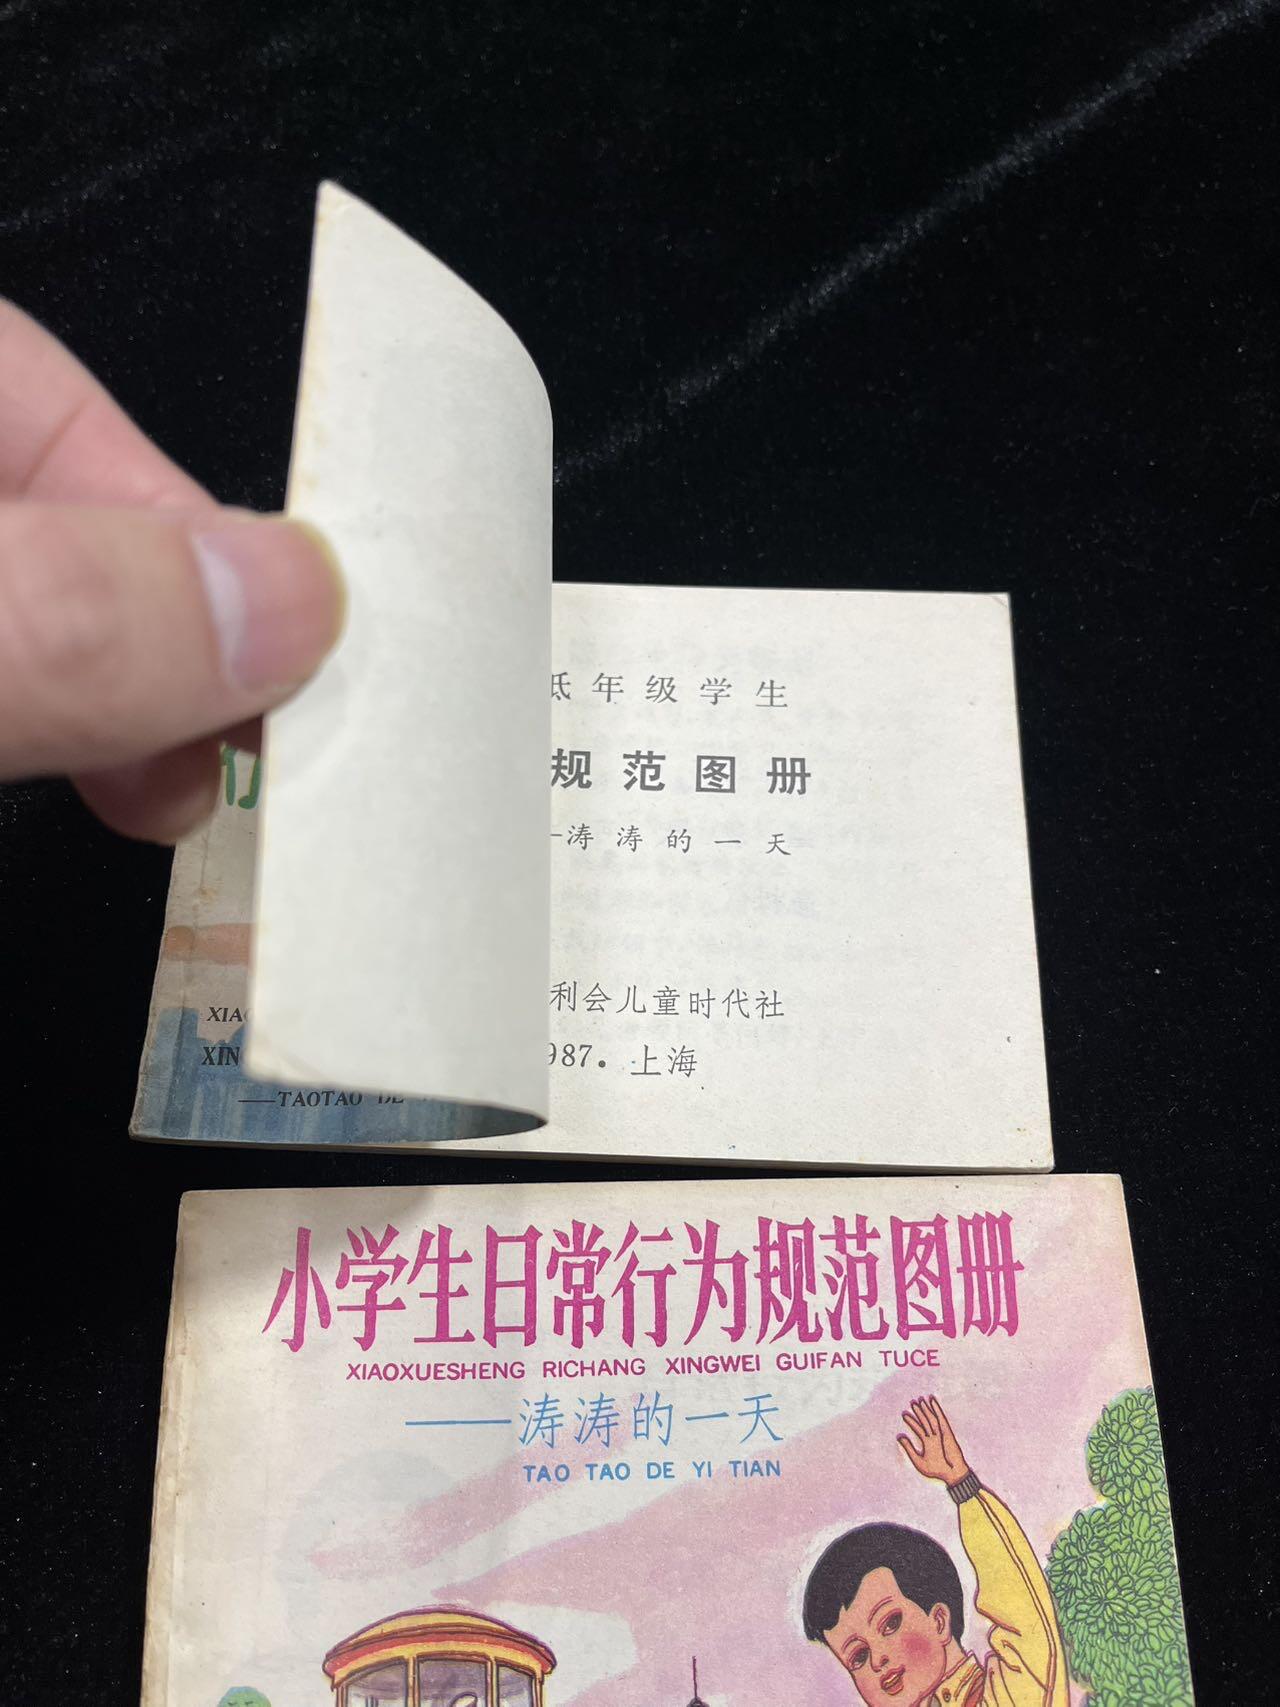 低年级学生
规范图册
—涛涛的一天
利会儿童时代社
987.上海
XIA
XIN
——TAOTAO DE
小学生日常行为规范图册
XIAOXUESHENG RICHANG XINGWEI GUIFAN TUCE
——涛涛的一天
TAO TAO DE YI TIAN